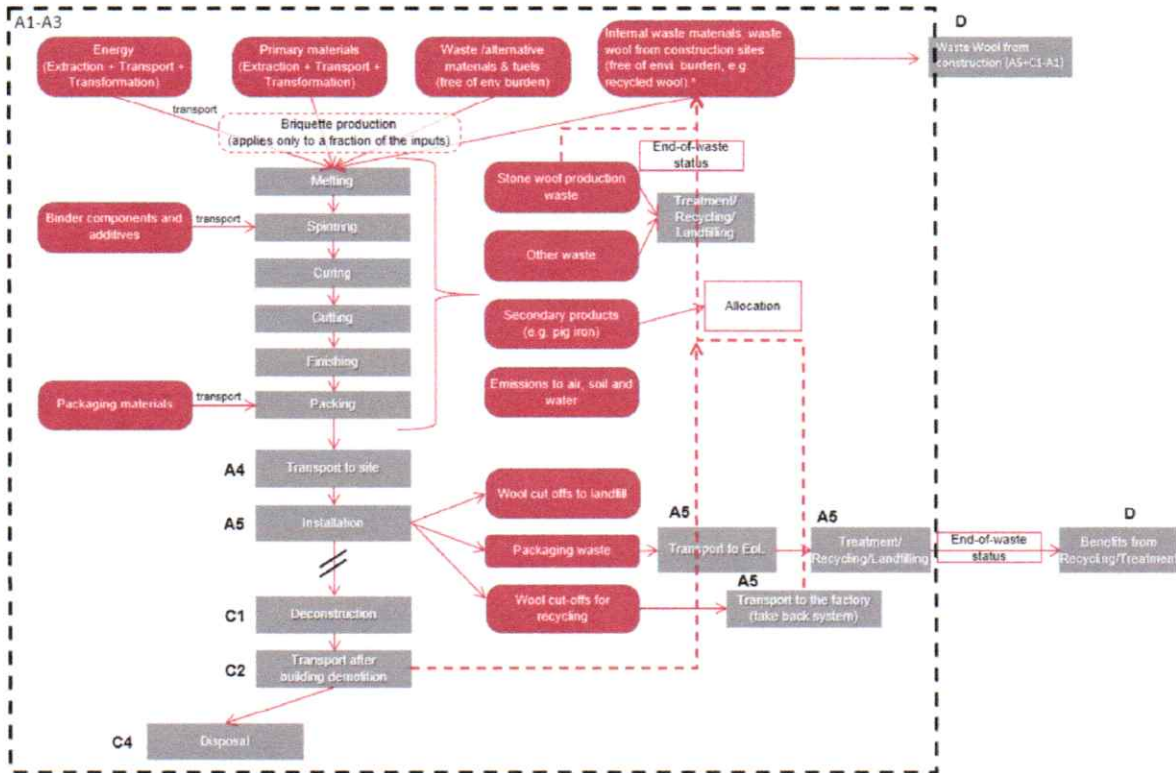 A1-A3
D
Energy
(Extraction + Transport +
Transformation)
Primary materials
(Extraction + Transport +
Transformation)
Waste /alternative
materials & fuels
(free of env burden)
Internal waste materials, waste
wool from construction sites
(free of envi. burden, e.g.
recycled wool) *
Waste Wool from
construction (A5+C1-A1)
transport
Briquette production
(applies only to a fraction of the inputs)
End-of-waste
status
Melting
Stone wool production
waste
Treatment/
Recycling/
Landfilling
Binder components and
additives
transport
Spinning
Other waste
Curing
Cutting
Secondary products
(e.g. pig iron)
Allocation
Finishing
Emissions to air, soil and
water
Packaging materials
transport
Packing
A4
Transport to site
Wool cut offs to landfill
A5
Installation
A5
A5
D
Packaging waste
Transport to EoL
Treatment/
Recycling/Landfilling
End-of-waste
status
Benefits from
Recycling/Treatment
A5
Wool cut-offs for
recycling
Transport to the factory
(take back system)
C1
Deconstruction
C2
Transport after
building demolition
C4
Disposal